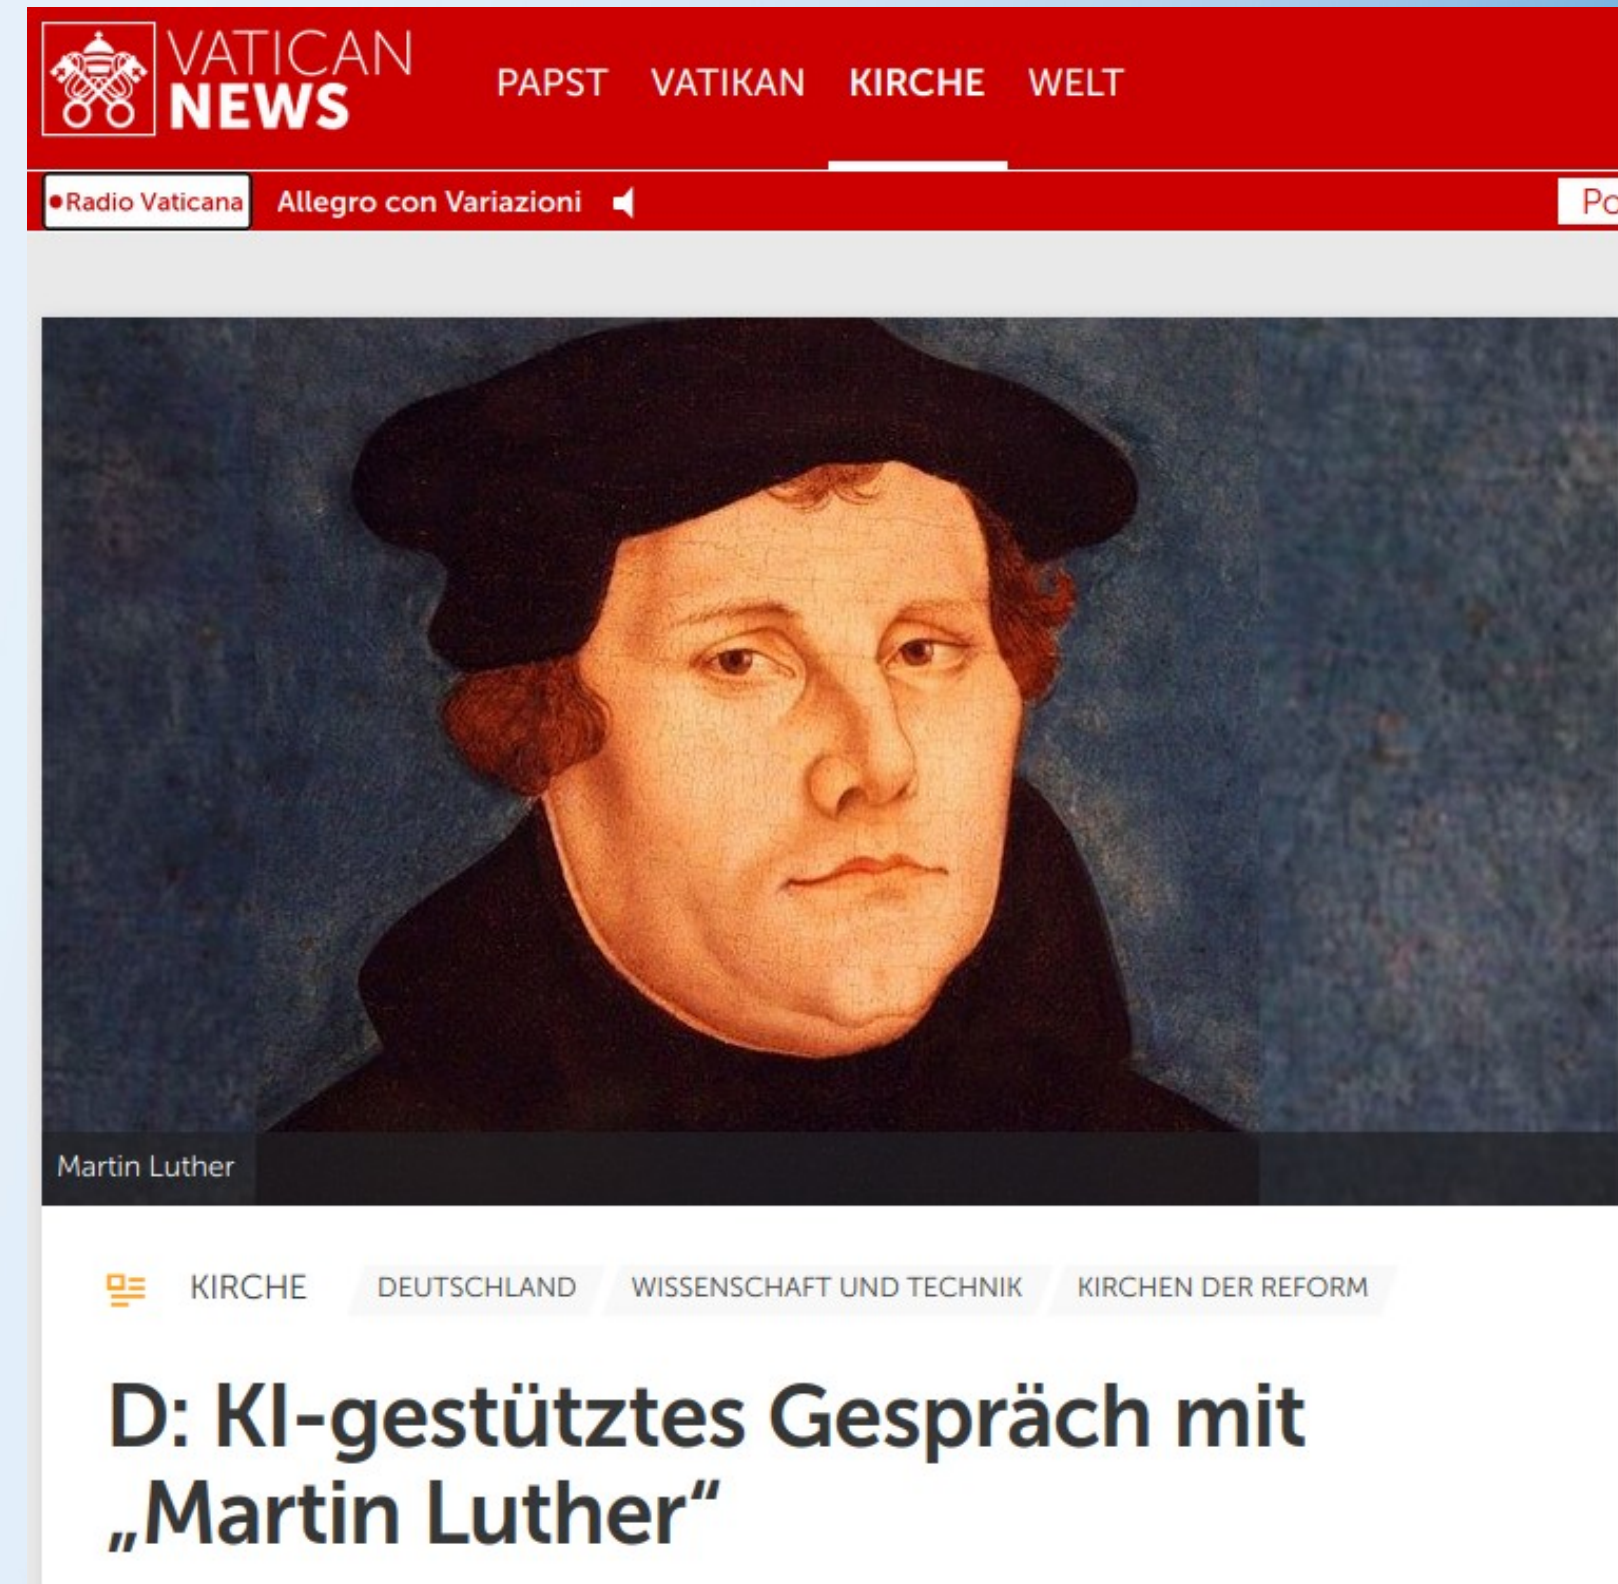 VATICAN
NEWS
PAPST VATIKAN KIRCHE WELT
•Radio Vaticana Allegro con Variazioni
Martin Luther
KIRCHE DEUTSCHLAND WISSENSCHAFT UND TECHNIK KIRCHEN DER REFORM
D: KI-gestütztes Gespräch mit
„Martin Luther“